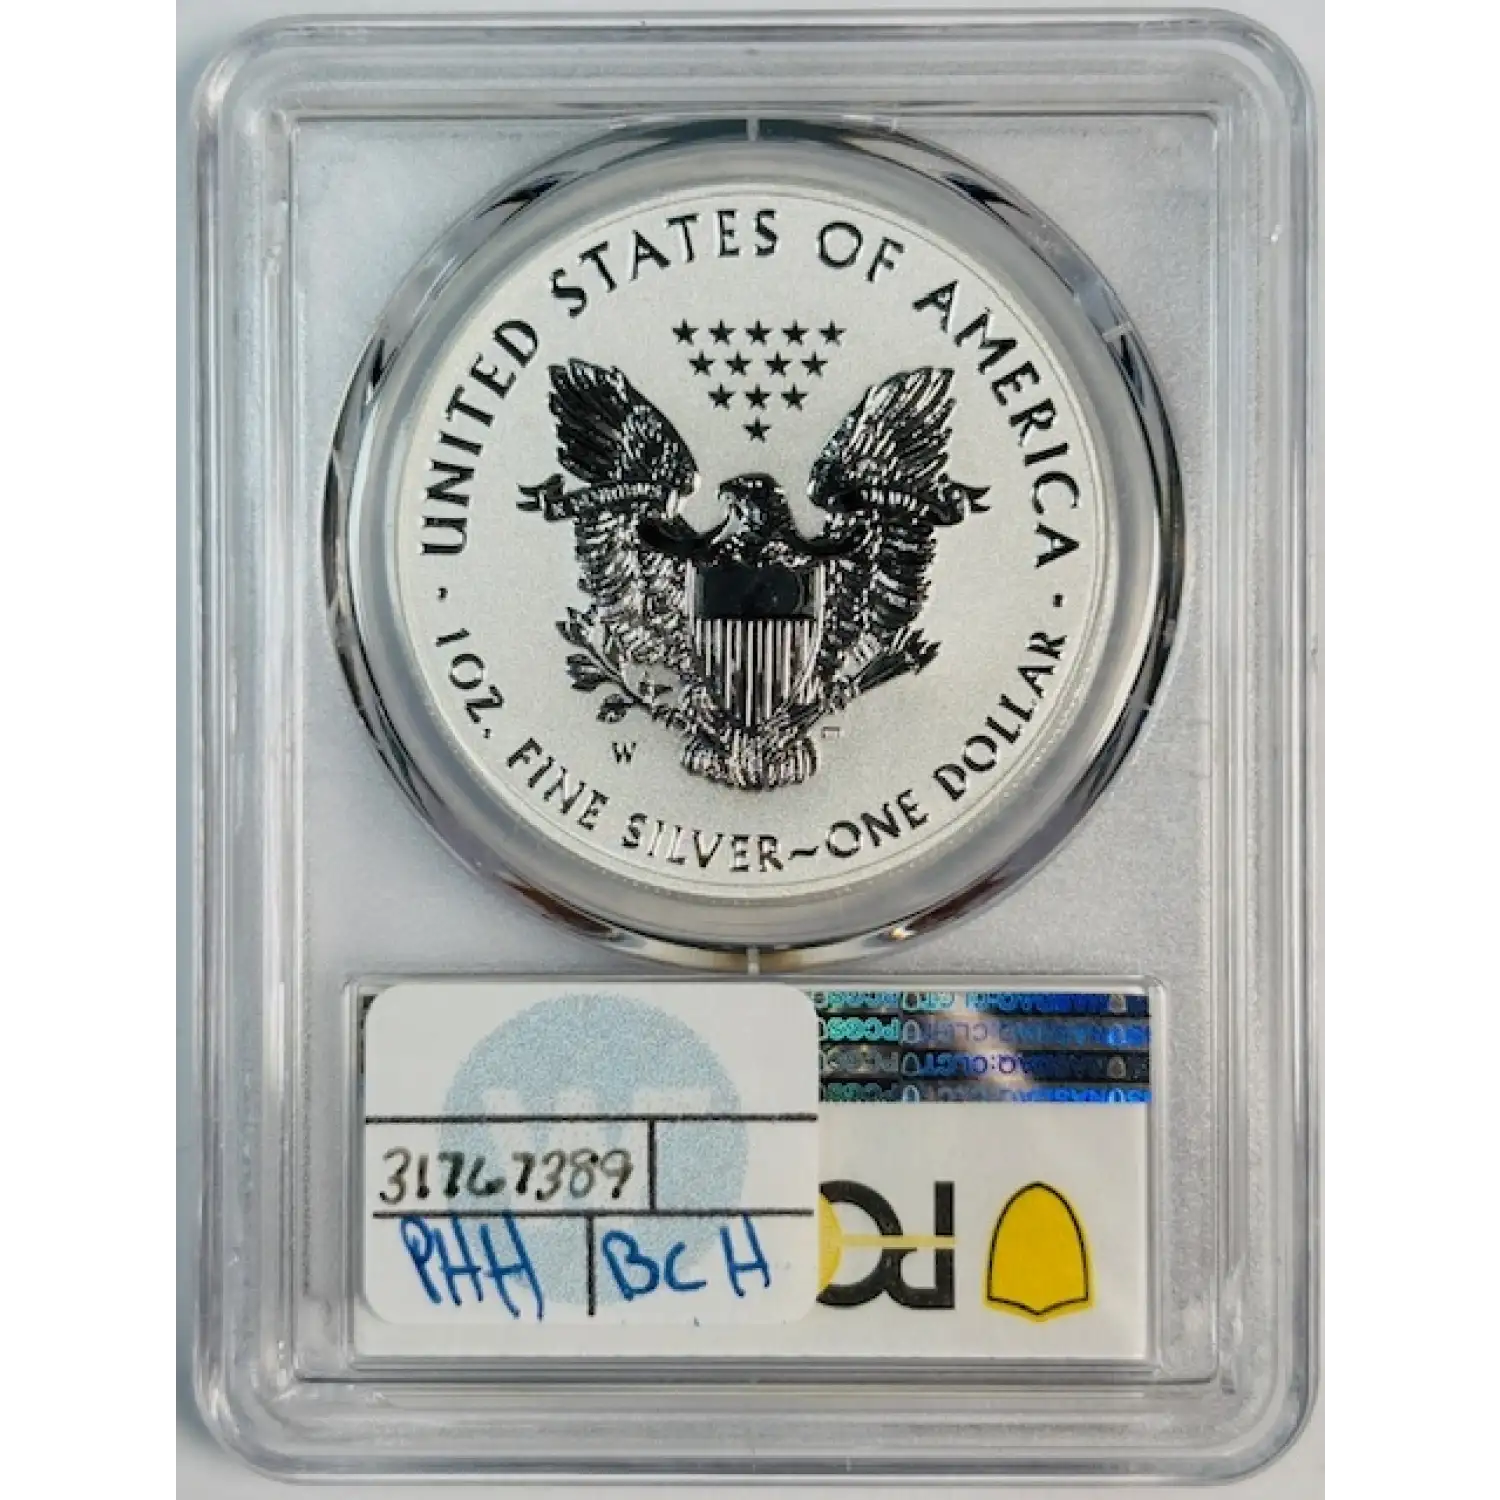 UNITED STATES OF AMERICA
W
1 OZ. FINE SILVER~ONE DOLLAR
31767389
PHH BCH